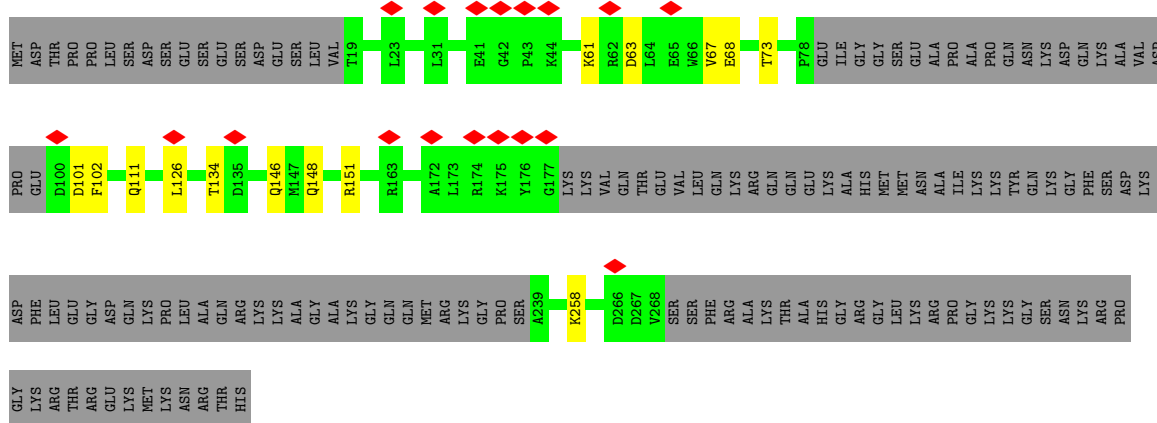 MET ASP THR PRO PRO LEU SER ASP SER GLU SER GLU SER ASP GLU SER LEU VAL T19 L23 L31 E41 G42 P43 K44 K61 R62 D63 L64 E65 W66 V67 E68 T73 P78 GLU ILE GLY GLY SER GLU ALA PRO ALA PRO GLN ASN LYS ASP GLN LYS ALA VAL ASP
PRO GLU D100 D101 F102 Q111 L126 T134 D135 Q146 M147 Q148 R151 R163 A172 L173 R174 K175 Y176 G177 LYS LYS VAL GLN THR GLU VAL LEU GLN LYS ARG GLN GLN GLU LYS ALA HIS MET MET ASN ALA ILE LYS LYS TYR GLN LYS GLY PHE SER ASP LYS
ASP PHE LEU GLU GLY ASP GLN LYS PRO LEU ALA GLN ARG LYS LYS ALA GLY ALA LYS GLY GLN GLN MET ARG LYS GLY PRO SER A239 K258 D266 D267 V268 SER SER PHE ARG ALA LYS THR ALA HIS GLY ARG GLY LEU LYS ARG PRO GLY LYS LYS GLY SER ASN LYS ARG PRO
GLY LYS ARG THR ARG GLU LYS MET LYS ASN ARG THR HIS